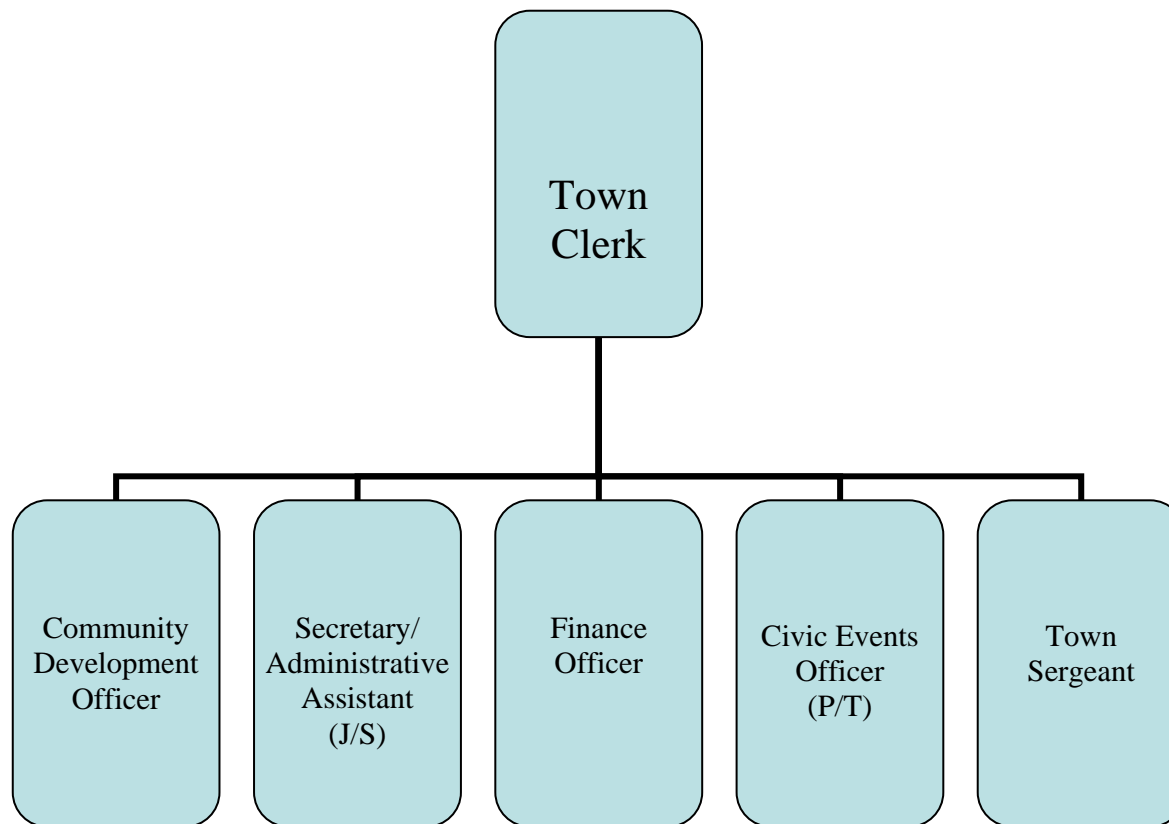 Town
Clerk
Community
Development
Officer
Secretary/
Administrative
Assistant
(J/S)
Finance
Officer
Civic Events
Officer
(P/T)
Town
Sergeant